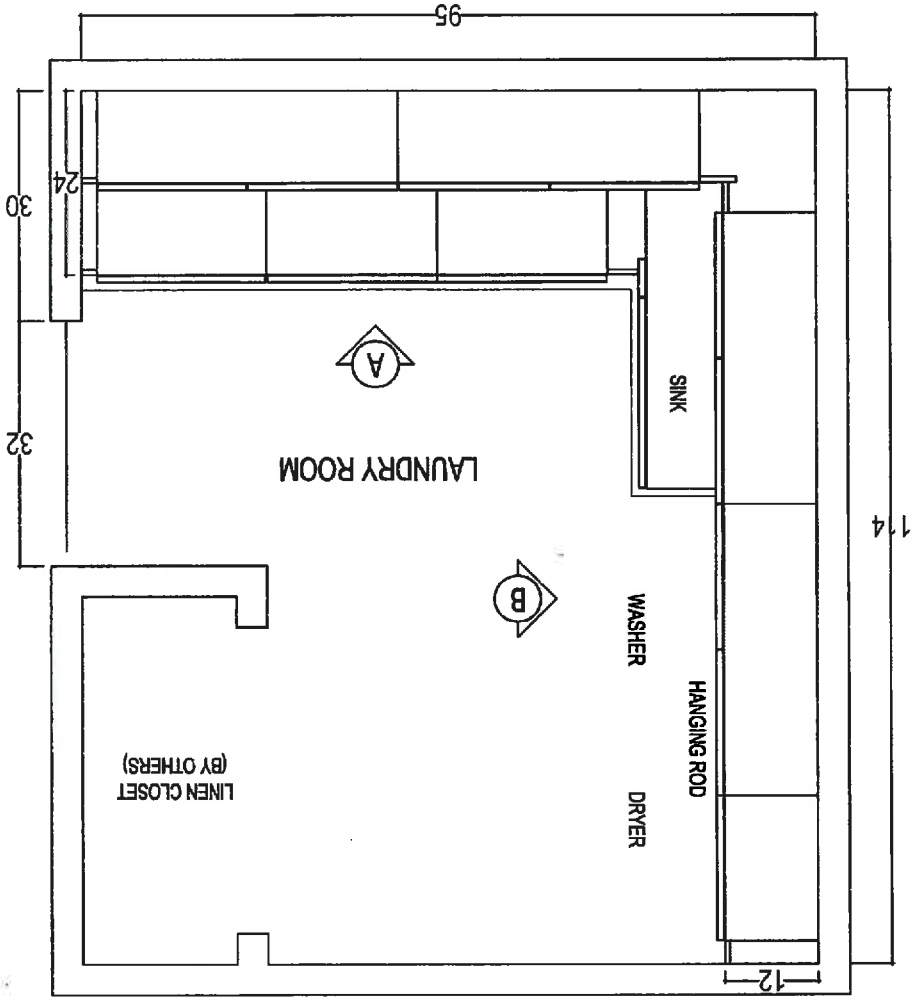 12
DRYER
HANGING ROD
LINEN CLOSET
(BY OTHERS)
WASHER
B
114
LAUNDRY ROOM
32
SINK
A
30
24
95